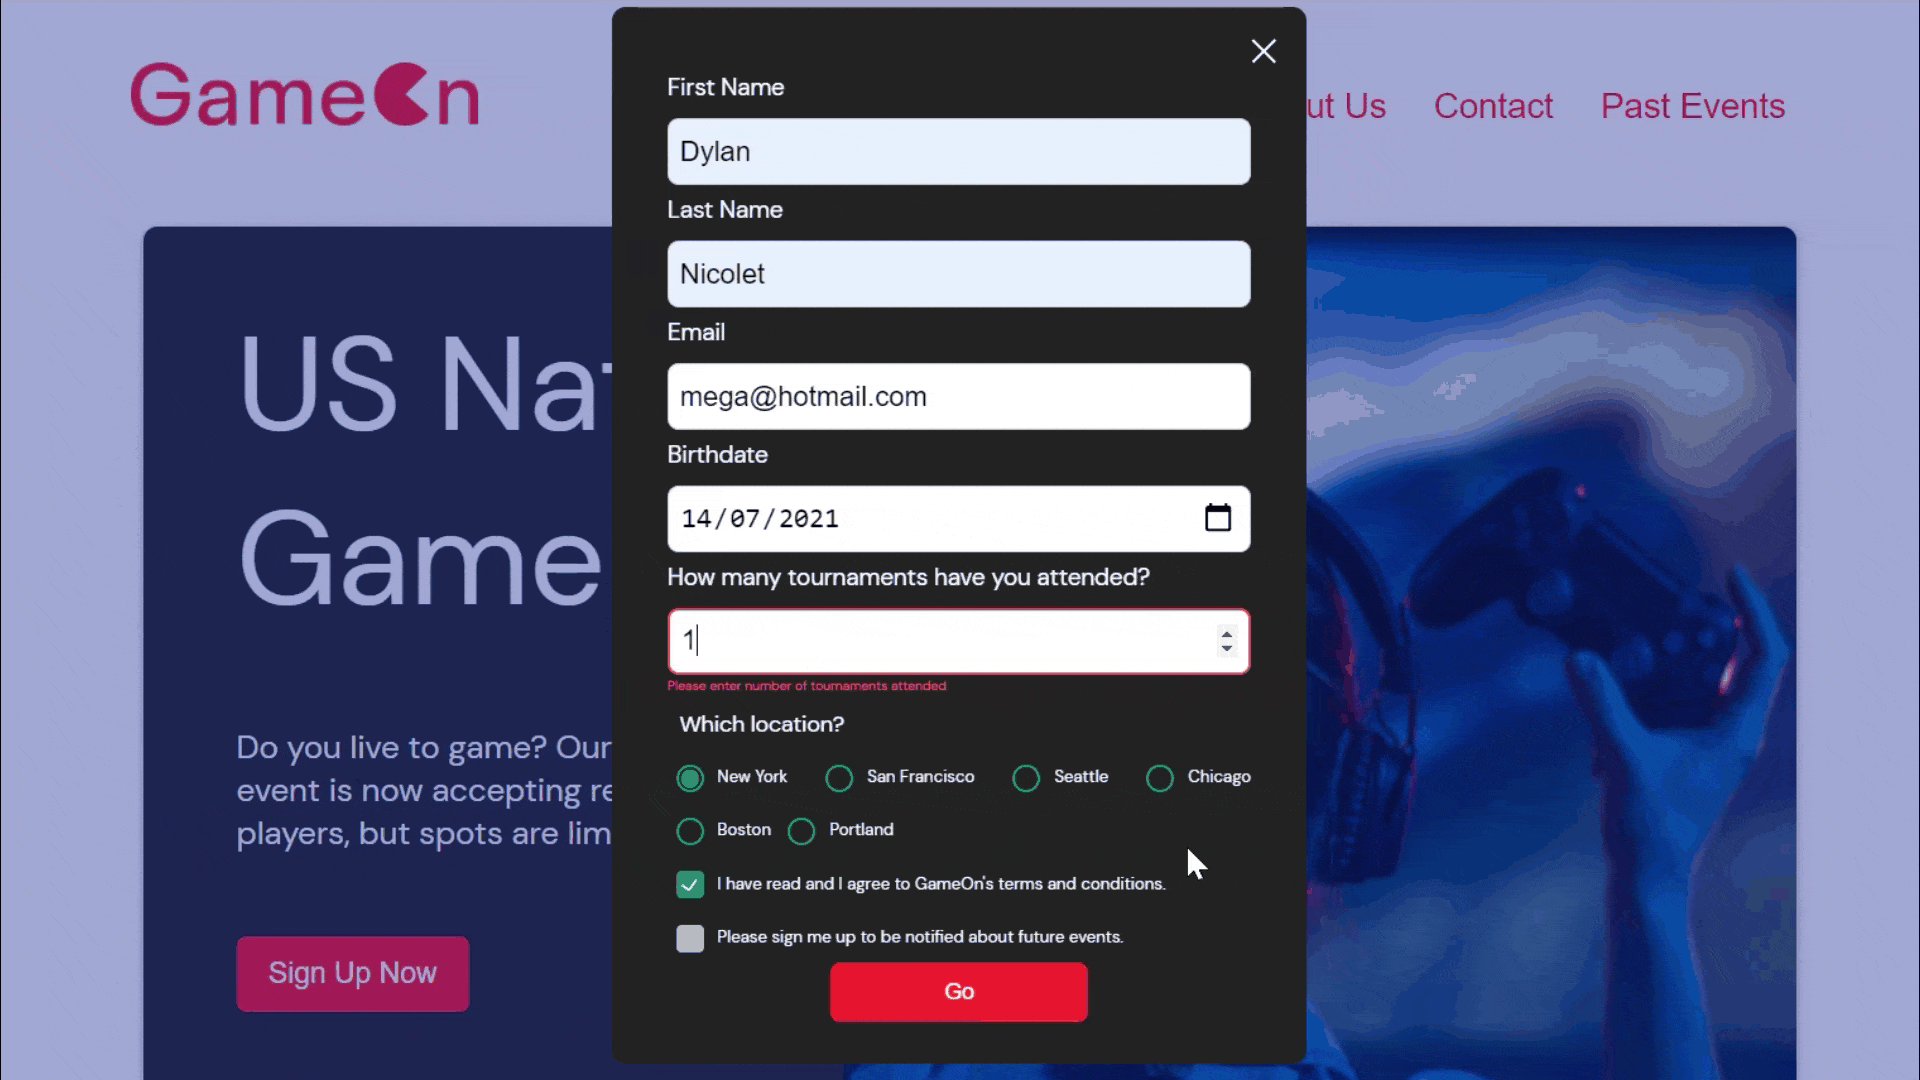 GameOn
ut Us
Contact
Past Events
US Nat
Game
Do you live to game? Our
event is now accepting re
players, but spots are lim
Sign Up Now
First Name
Dylan
Last Name
Nicolet
Email
mega@hotmail.com
Birthdate
14/07/2021
How many tournaments have you attended?
1
Please enter number of tournaments attended
Which location?
New York
San Francisco
Seattle
Chicago
Boston
Portland
I have read and I agree to GameOn's terms and conditions.
Please sign me up to be notified about future events.
Go